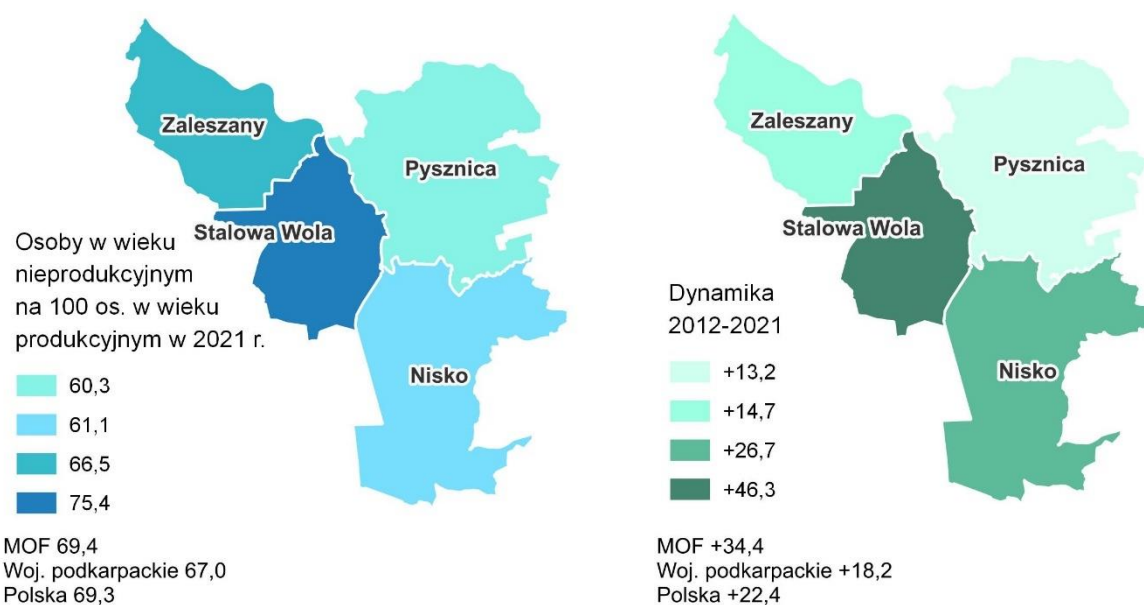 Zaleszany
Pysznica
Stalowa Wola
Nisko
Osoby w wieku
nieprodukcyjnym
na 100 os. w wieku
produkcyjnym w 2021 r.
60,3
61,1
66,5
75,4
MOF 69,4
Woj. podkarpackie 67,0
Polska 69,3
Zaleszany
Pysznica
Stalowa Wola
Nisko
Dynamika
2012-2021
+13,2
+14,7
+26,7
+46,3
MOF +34,4
Woj. podkarpackie +18,2
Polska +22,4